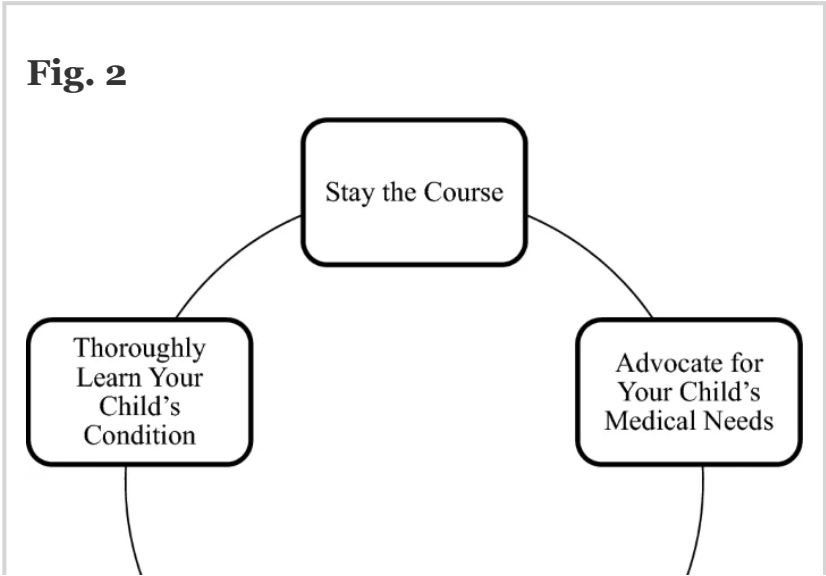 Fig. 2
Stay the Course
Thoroughly
Learn Your
Child’s
Condition
Advocate for
Your Child’s
Medical Needs